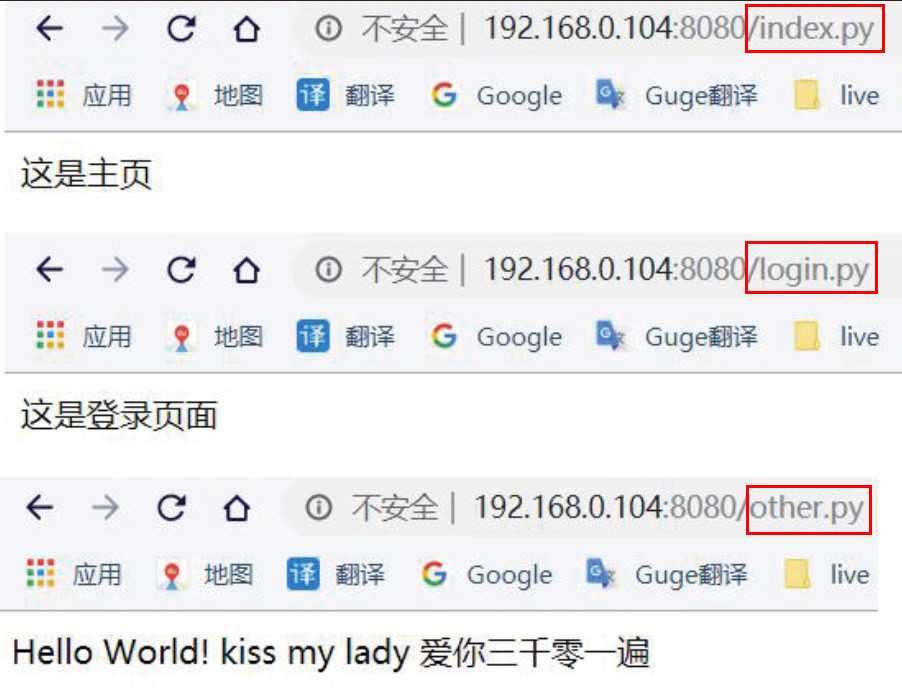 不安全 | 192.168.0.104:8080/index.py
应用 地图 译 翻译 G Google G Guge翻译 live
这是主页
不安全 | 192.168.0.104:8080/login.py
应用 地图 译 翻译 G Google G Guge翻译 live
这是登录页面
不安全 | 192.168.0.104:8080/other.py
应用 地图 译 翻译 G Google G Guge翻译 live
Hello World! kiss my lady 爱你三千零一遍